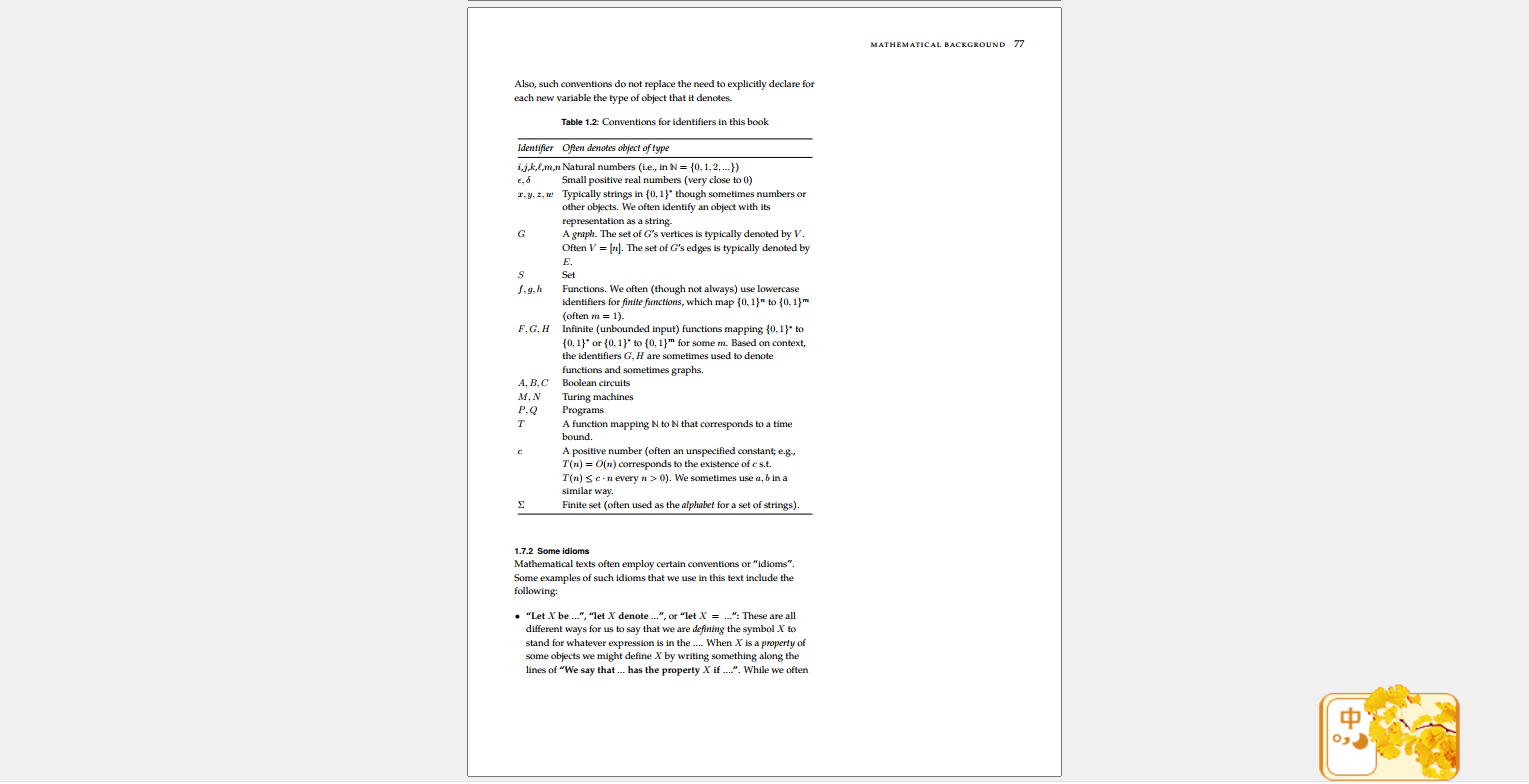 MATHEMATICAL BACKGROUND 77
Also, such conventions do not replace the need to explicitly declare for
each new variable the type of object that it denotes.
Table 1.2: Conventions for identifiers in this book
Identifier Often denotes object of type
i,j,k,ℓ,m,n Natural numbers (i.e., in ℕ = {0, 1, 2, …})
ϵ, δ Small positive real numbers (very close to 0)
x, y, z, w Typically strings in {0, 1}* though sometimes numbers or
other objects. We often identify an object with its
representation as a string.
G A graph. The set of G's vertices is typically denoted by V.
Often V = [n]. The set of G's edges is typically denoted by
E.
S Set
f, g, h Functions. We often (though not always) use lowercase
identifiers for finite functions, which map {0, 1}ⁿ to {0, 1}ᵐ
(often m = 1).
F, G, H Infinite (unbounded input) functions mapping {0, 1}* to
{0, 1}* or {0, 1}* to {0, 1}ᵐ for some m. Based on context,
the identifiers G, H are sometimes used to denote
functions and sometimes graphs.
A, B, C Boolean circuits
M, N Turing machines
P, Q Programs
T A function mapping ℕ to ℕ that corresponds to a time
bound.
c A positive number (often an unspecified constant; e.g.,
T(n) = O(n) corresponds to the existence of c s.t.
T(n) ≤ c · n every n > 0). We sometimes use a, b in a
similar way.
Σ Finite set (often used as the alphabet for a set of strings).
1.7.2 Some idioms
Mathematical texts often employ certain conventions or "idioms".
Some examples of such idioms that we use in this text include the
following:
• "Let X be …", "let X denote …", or "let X = …": These are all
different ways for us to say that we are defining the symbol X to
stand for whatever expression is in the …. When X is a property of
some objects we might define X by writing something along the
lines of "We say that … has the property X if ….". While we often
中